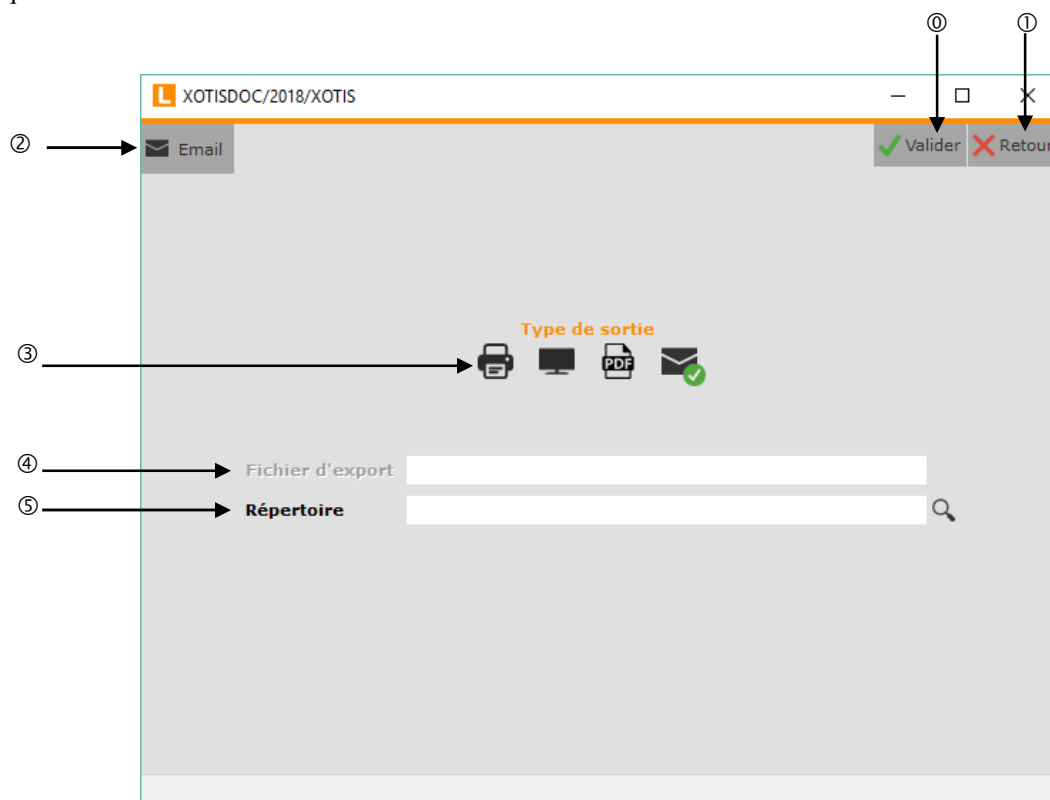 ⓪ ①
L XOTISDOC/2018/XOTIS
② Email Valider Retour
Type de sortie
③ PDF
④ Fichier d'export
⑤ Répertoire